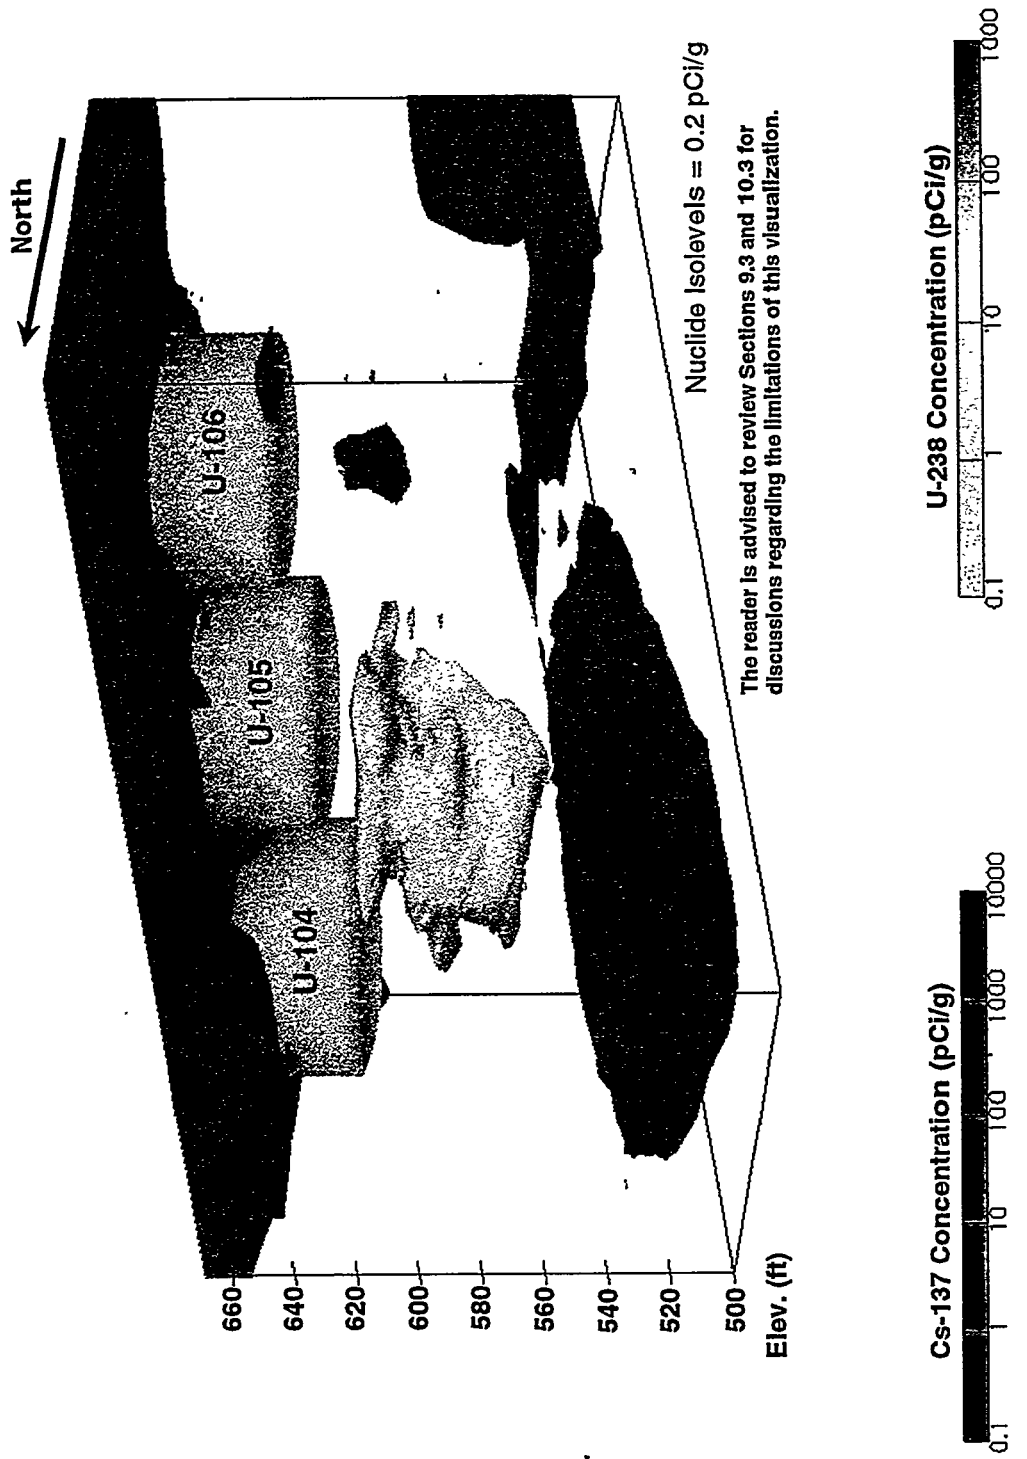 North
U-104
U-105
U-106
660
640
620
600
580
560
540
520
500
Elev. (ft)
Nuclide Isolevels = 0.2 pCi/g
The reader is advised to review Sections 9.3 and 10.3 for
discussions regarding the limitations of this visualization.
Cs-137 Concentration (pCi/g)
0.1 1 10 100 1000 10000
U-238 Concentration (pCi/g)
0.1 1 10 100 1000